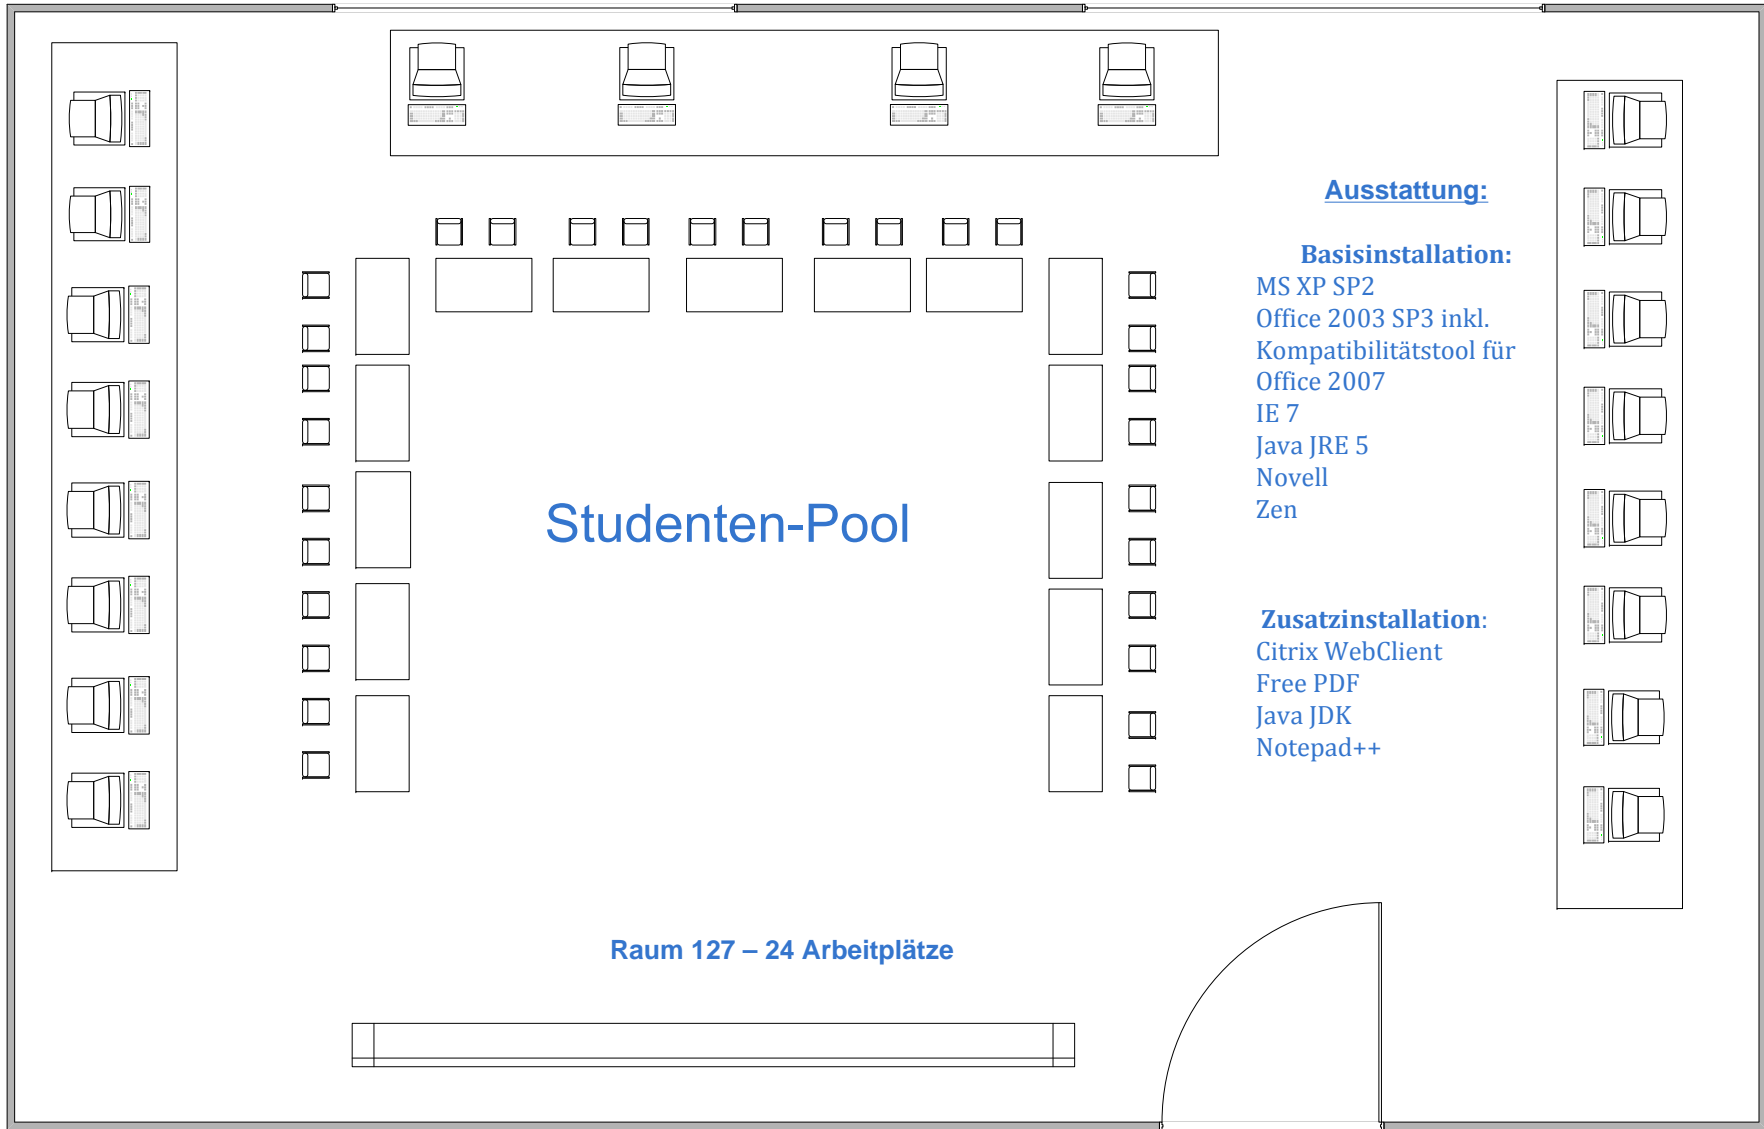 Ausstattung:
Basisinstallation:
MS XP SP2
Office 2003 SP3 inkl.
Kompatibilitätstool für
Office 2007
IE 7
Java JRE 5
Novell
Zen
Studenten-Pool
Zusatzinstallation:
Citrix WebClient
Free PDF
Java JDK
Notepad++
Raum 127 – 24 Arbeitplätze